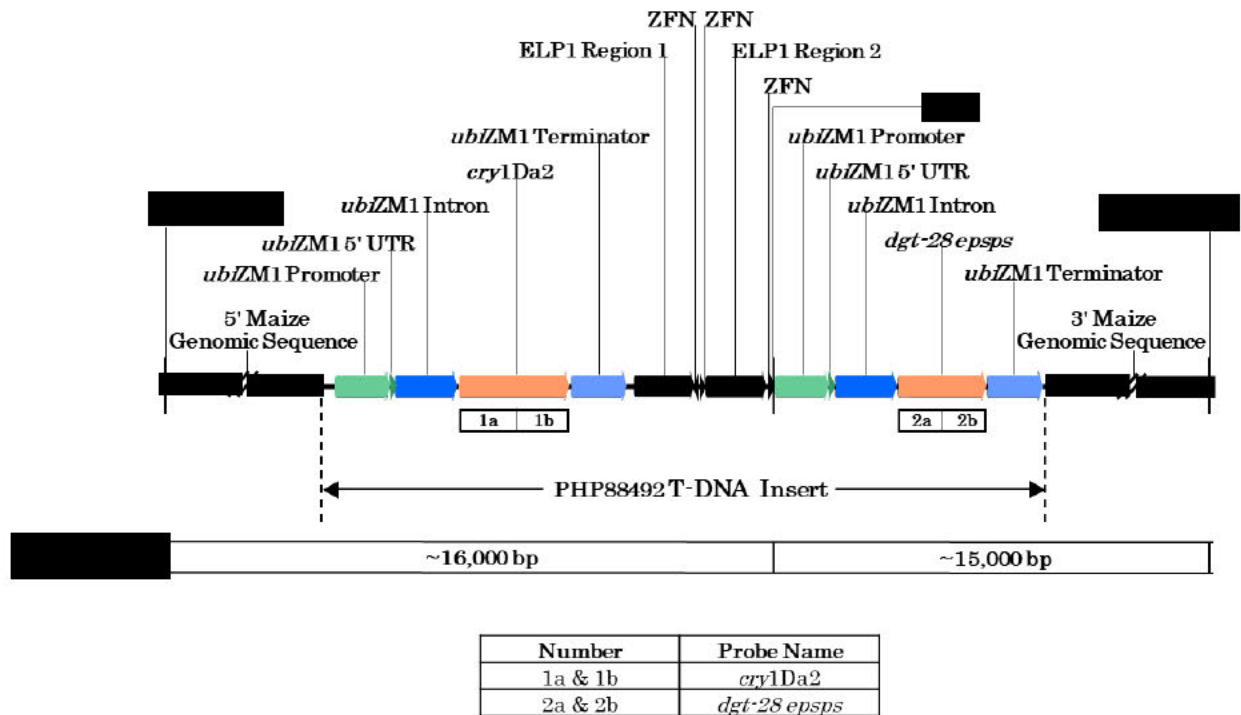 ZFN ZFN
ELP1 Region 1
ELP1 Region 2
ZFN
ubiZM1 Terminator
ubiZM1 Promoter
cry1Da2
ubiZM1 5' UTR
ubiZM1 Intron
ubiZM1 Intron
ubiZM1 5' UTR
dgt-28 epsps
ubiZM1 Promoter
ubiZM1 Terminator
5' Maize
Genomic Sequence
3' Maize
Genomic Sequence
1a 1b
2a 2b
PHP88492 T-DNA Insert
~16,000 bp
~15,000 bp
Number Probe Name
1a & 1b cry1Da2
2a & 2b dgt-28 epsps